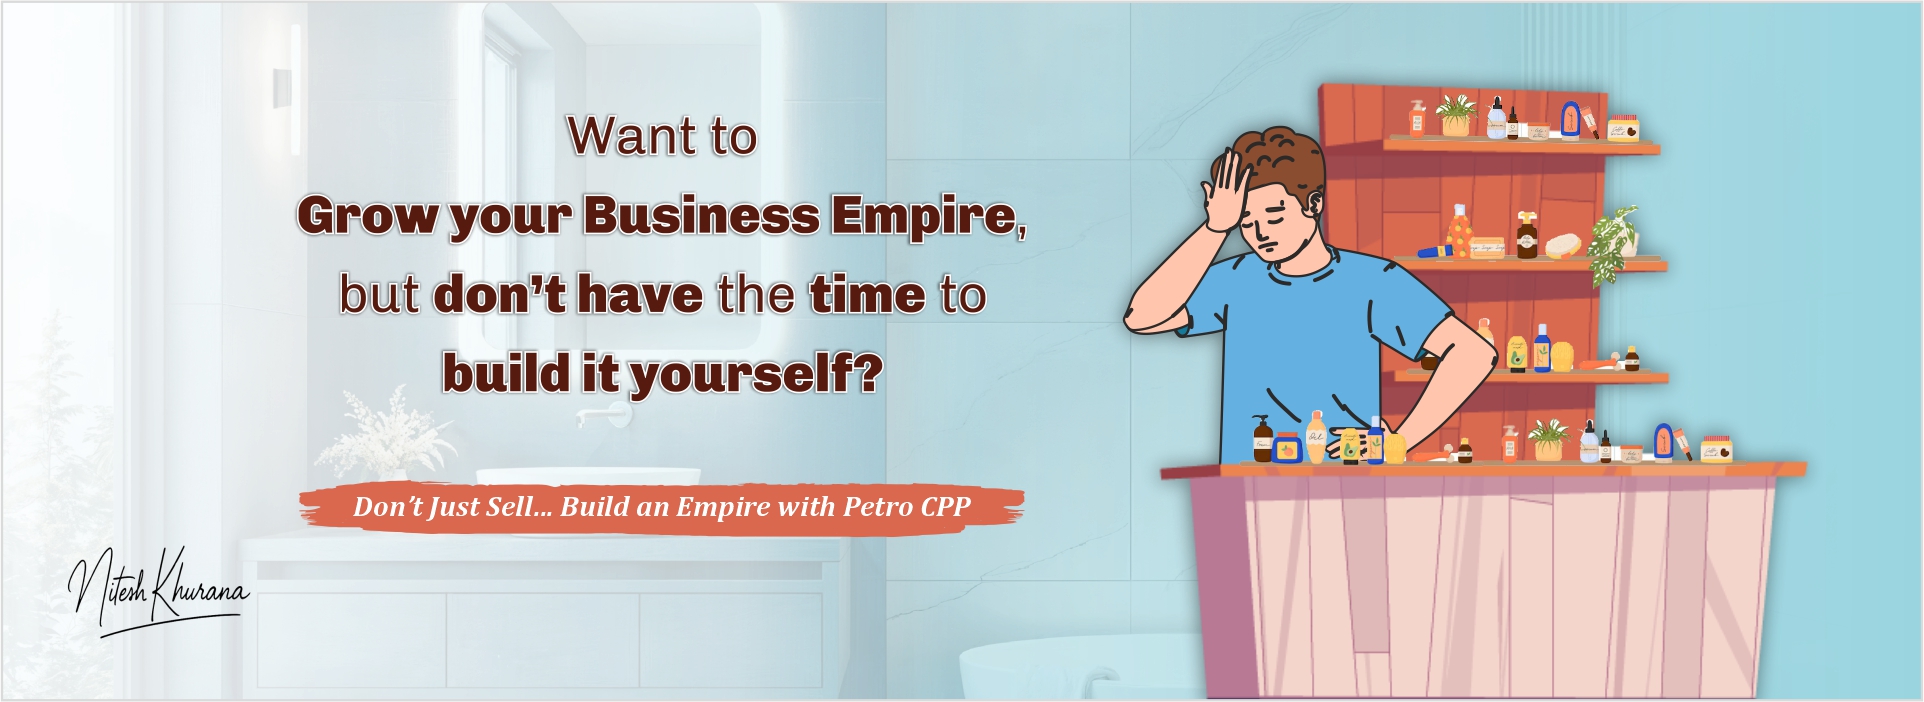 Want to
Grow your Business Empire,
but don't have the time to
build it yourself?
Don't Just Sell... Build an Empire with Petro CPP
Nitesh Khurana